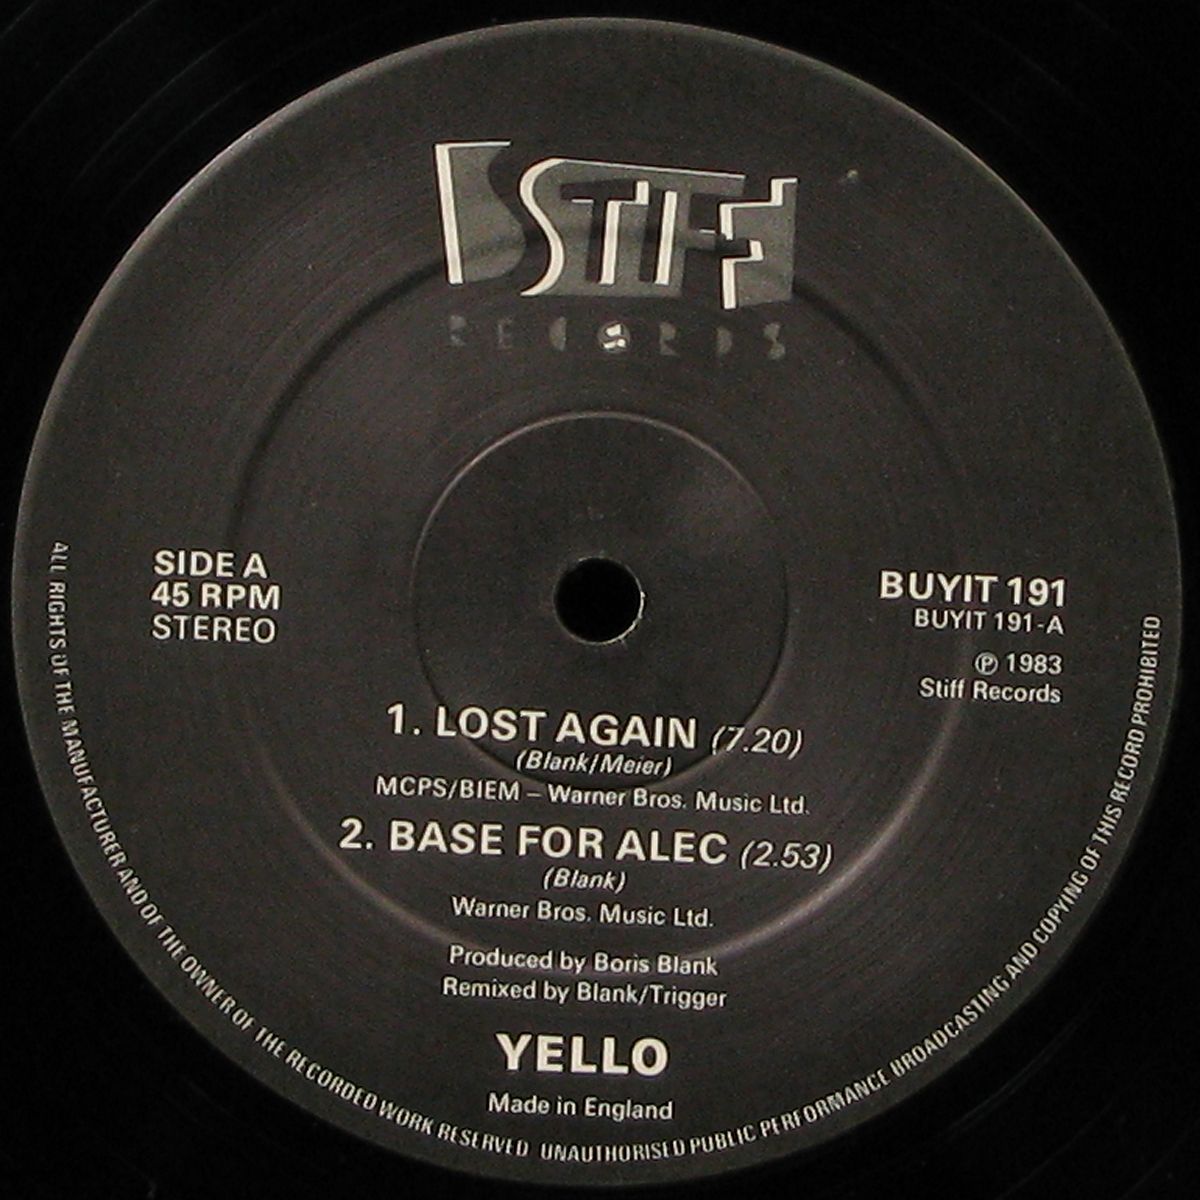 STIFF
RECORDS
SIDE A
45 RPM
STEREO
BUYIT 191
BUYIT 191-A
℗ 1983
Stiff Records
1. LOST AGAIN (7.20)
(Blank/Meier)
MCPS/BIEM – Warner Bros. Music Ltd.
2. BASE FOR ALEC (2.53)
(Blank)
Warner Bros. Music Ltd.
Produced by Boris Blank
Remixed by Blank/Trigger
YELLO
Made in England
ALL RIGHTS OF THE MANUFACTURER AND OF THE OWNER OF THE RECORDED WORK RESERVED UNAUTHORISED PUBLIC PERFORMANCE BROADCASTING AND COPYING OF THIS RECORD PROHIBITED